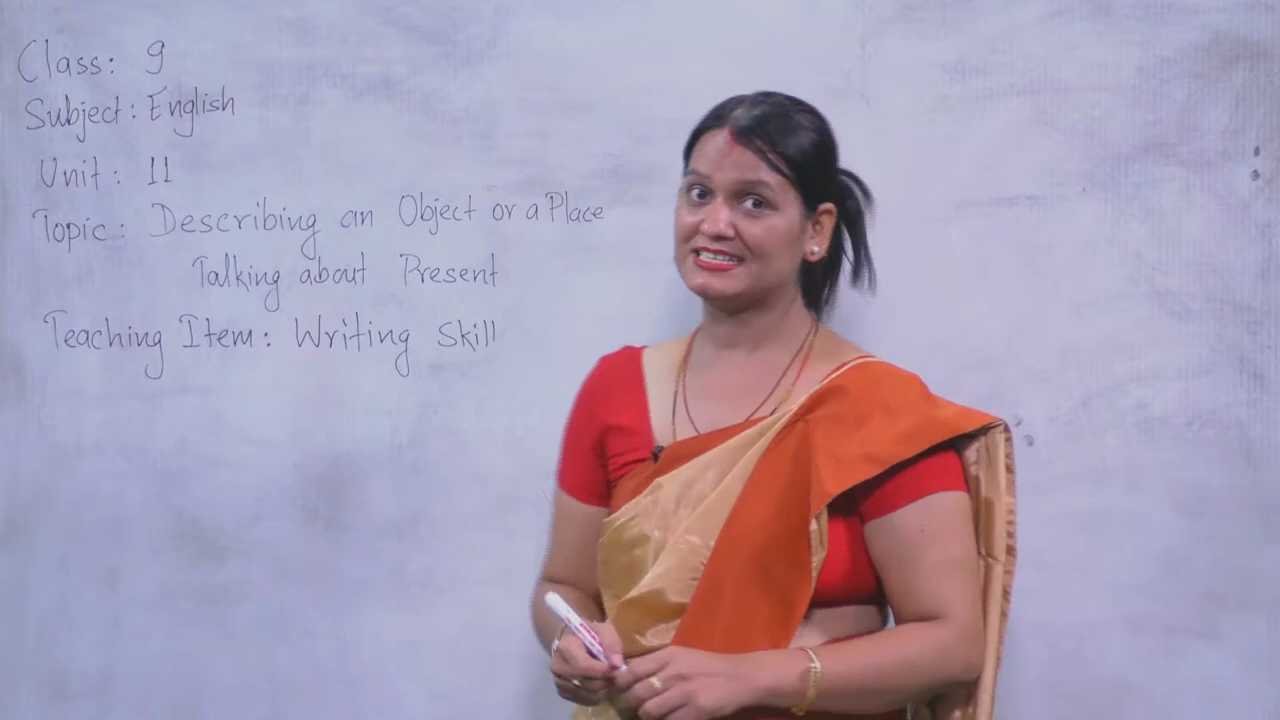 Class: 9
Subject: English
Unit: 11
Topic: Describing an Object or a Place
Talking about Present
Teaching Item: Writing Skill